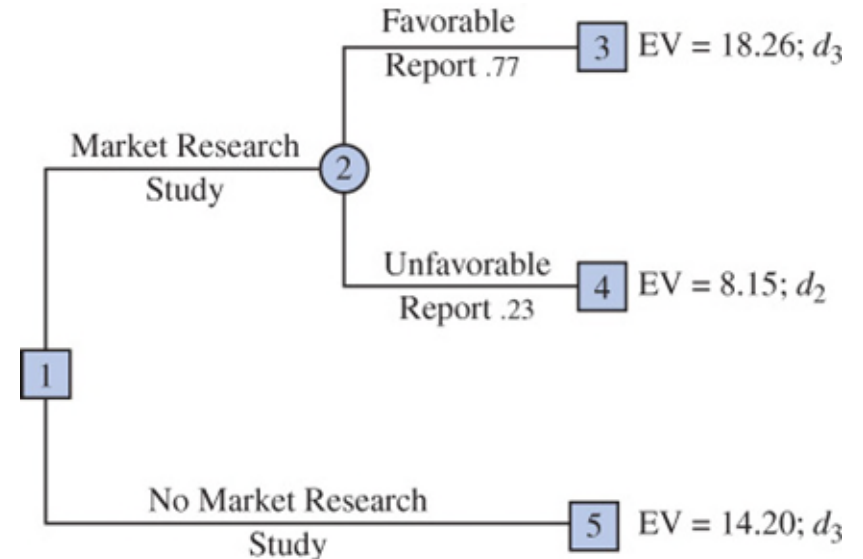 Favorable
3 EV = 18.26; d₃
Report .77
Market Research
2
Study
Unfavorable
4 EV = 8.15; d₂
Report .23
1
No Market Research
5 EV = 14.20; d₃
Study